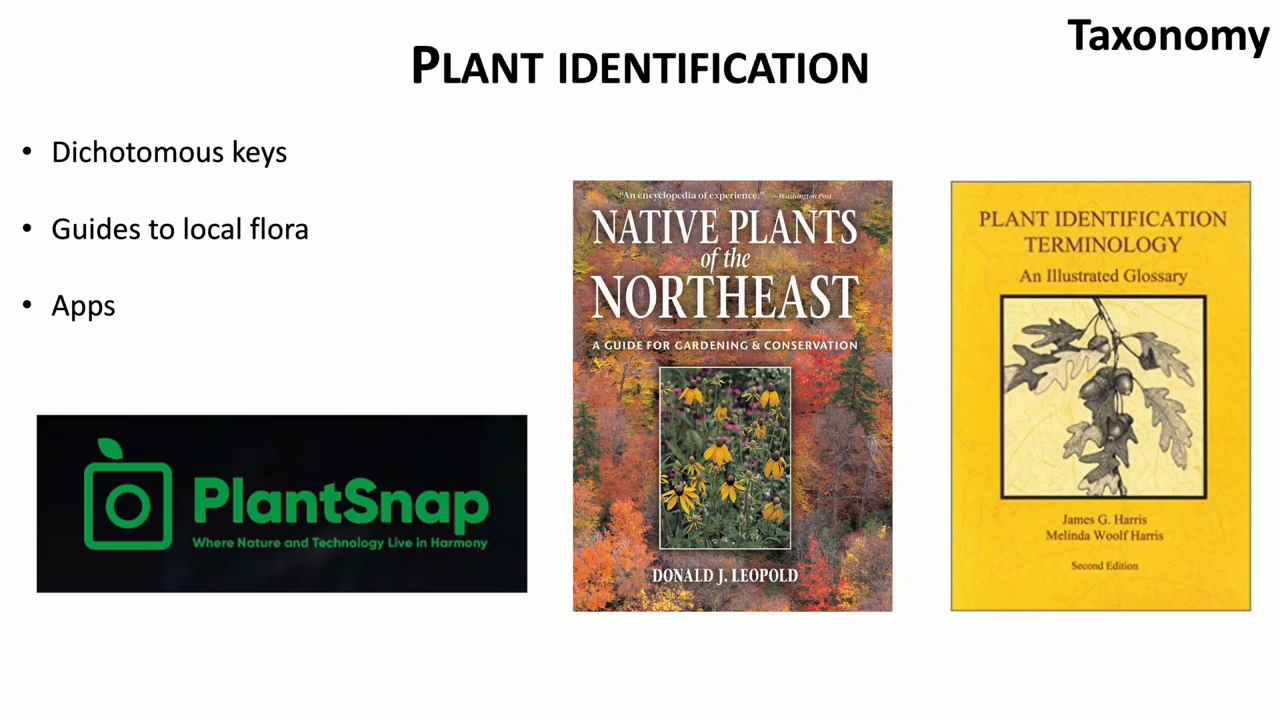 Taxonomy
PLANT IDENTIFICATION
• Dichotomous keys
• Guides to local flora
• Apps
PlantSnap
Where Nature and Technology Live in Harmony
"An encyclopedia of experience." —Washington Post
NATIVE PLANTS
of the
NORTHEAST
A GUIDE FOR GARDENING & CONSERVATION
DONALD J. LEOPOLD
PLANT IDENTIFICATION
TERMINOLOGY
An Illustrated Glossary
James G. Harris
Melinda Woolf Harris
Second Edition